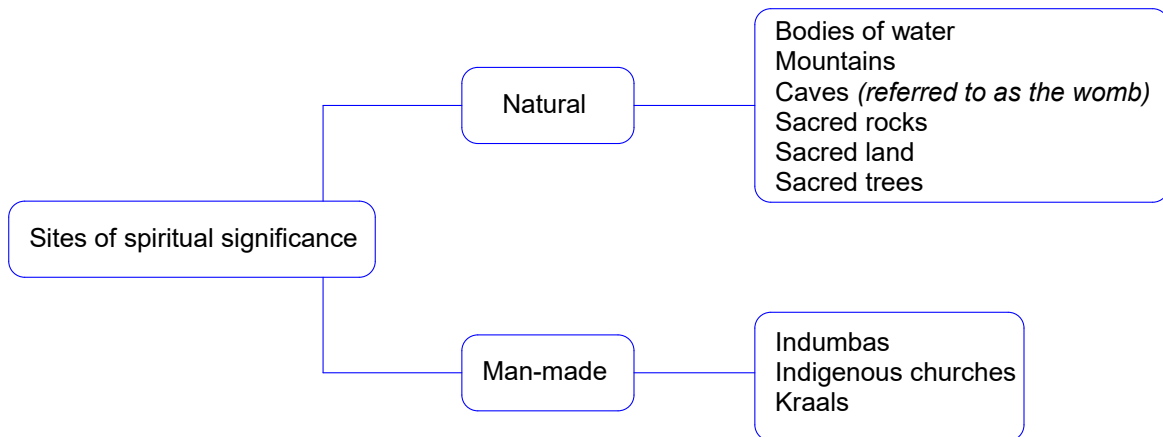 Sites of spiritual significance
Natural
Bodies of water
Mountains
Caves (referred to as the womb)
Sacred rocks
Sacred land
Sacred trees
Man-made
Indumbas
Indigenous churches
Kraals